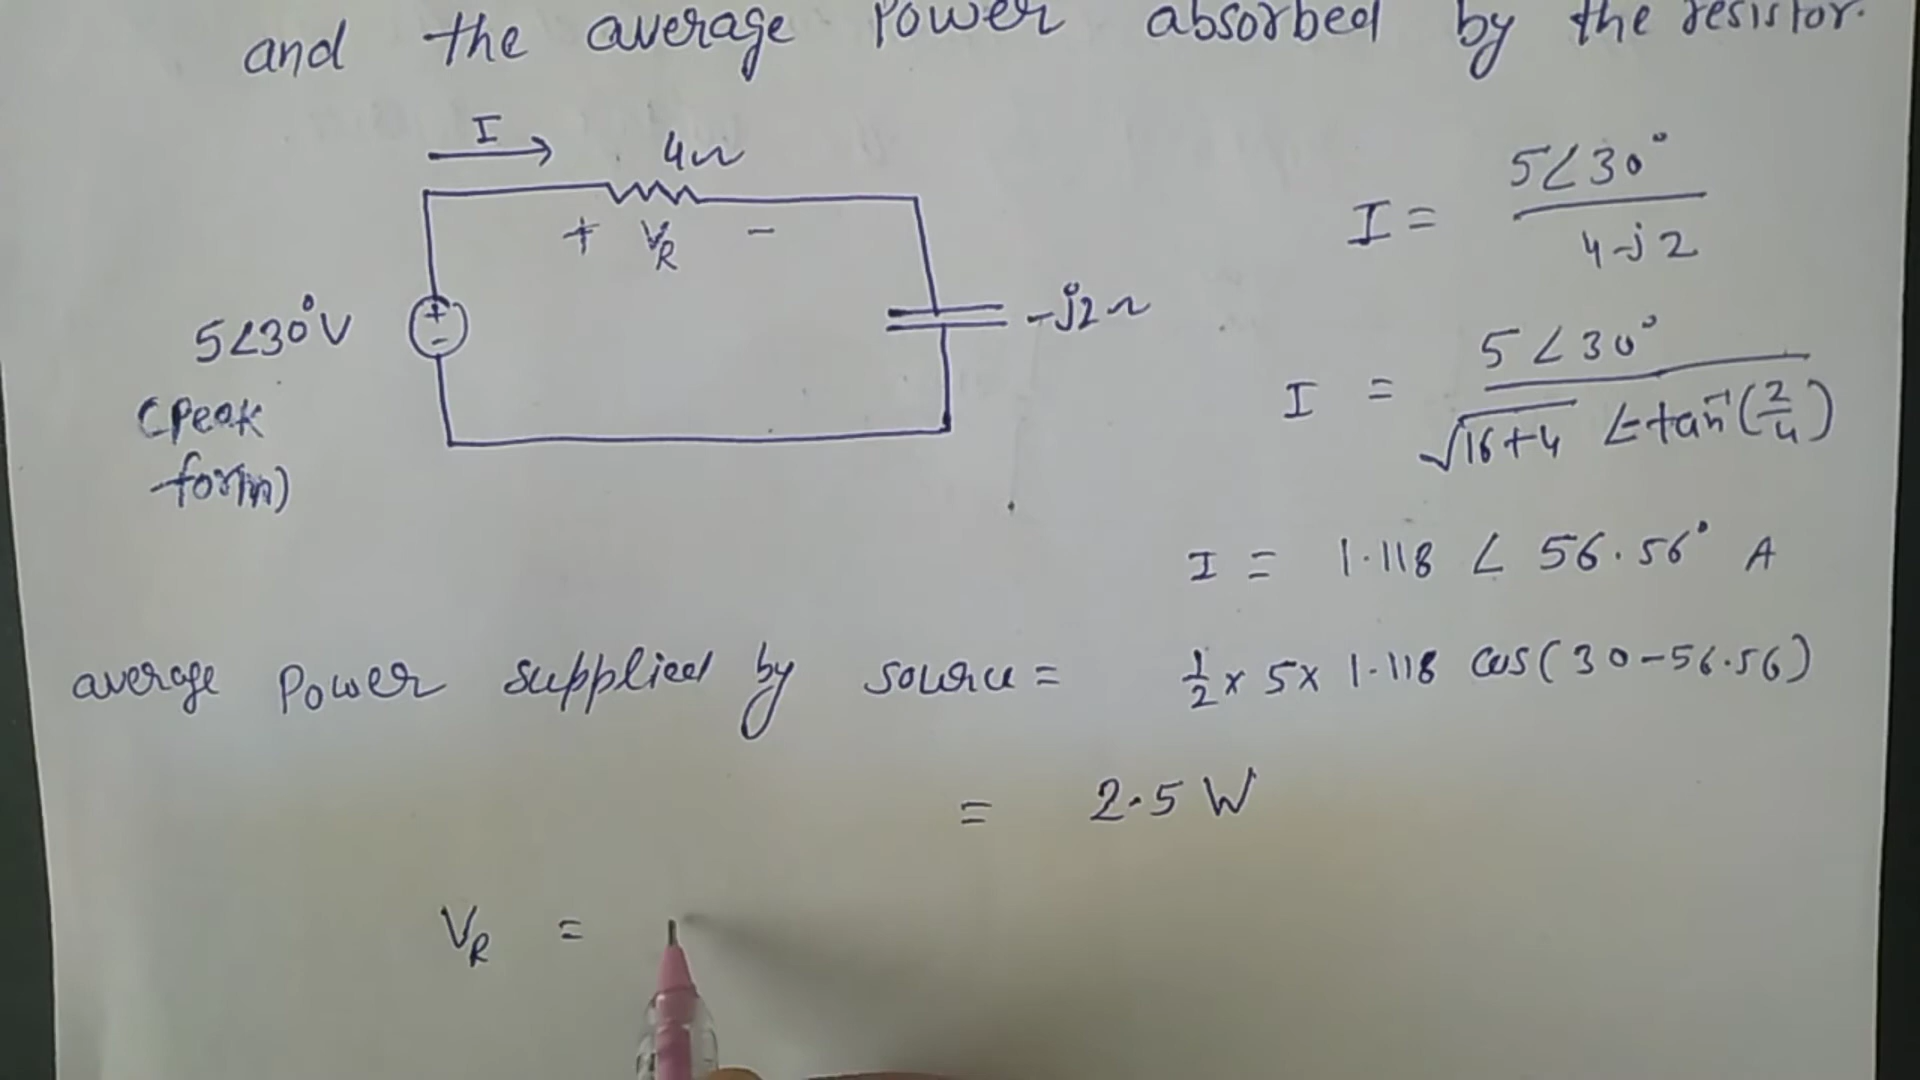 and the average Power absorbed by the resistor.
I
4Ω
+ VR -
5∠30°V
+
-
(Peak
form)
-j2Ω
I = 5∠30° / 4-j2
I = 5∠30° / √16+4 ∠-tan⁻¹(2/4)
I = 1.118 ∠ 56.56° A
average Power supplied by source = 1/2 x 5x 1.118 cos(30-56.56)
= 2.5 W
VR =